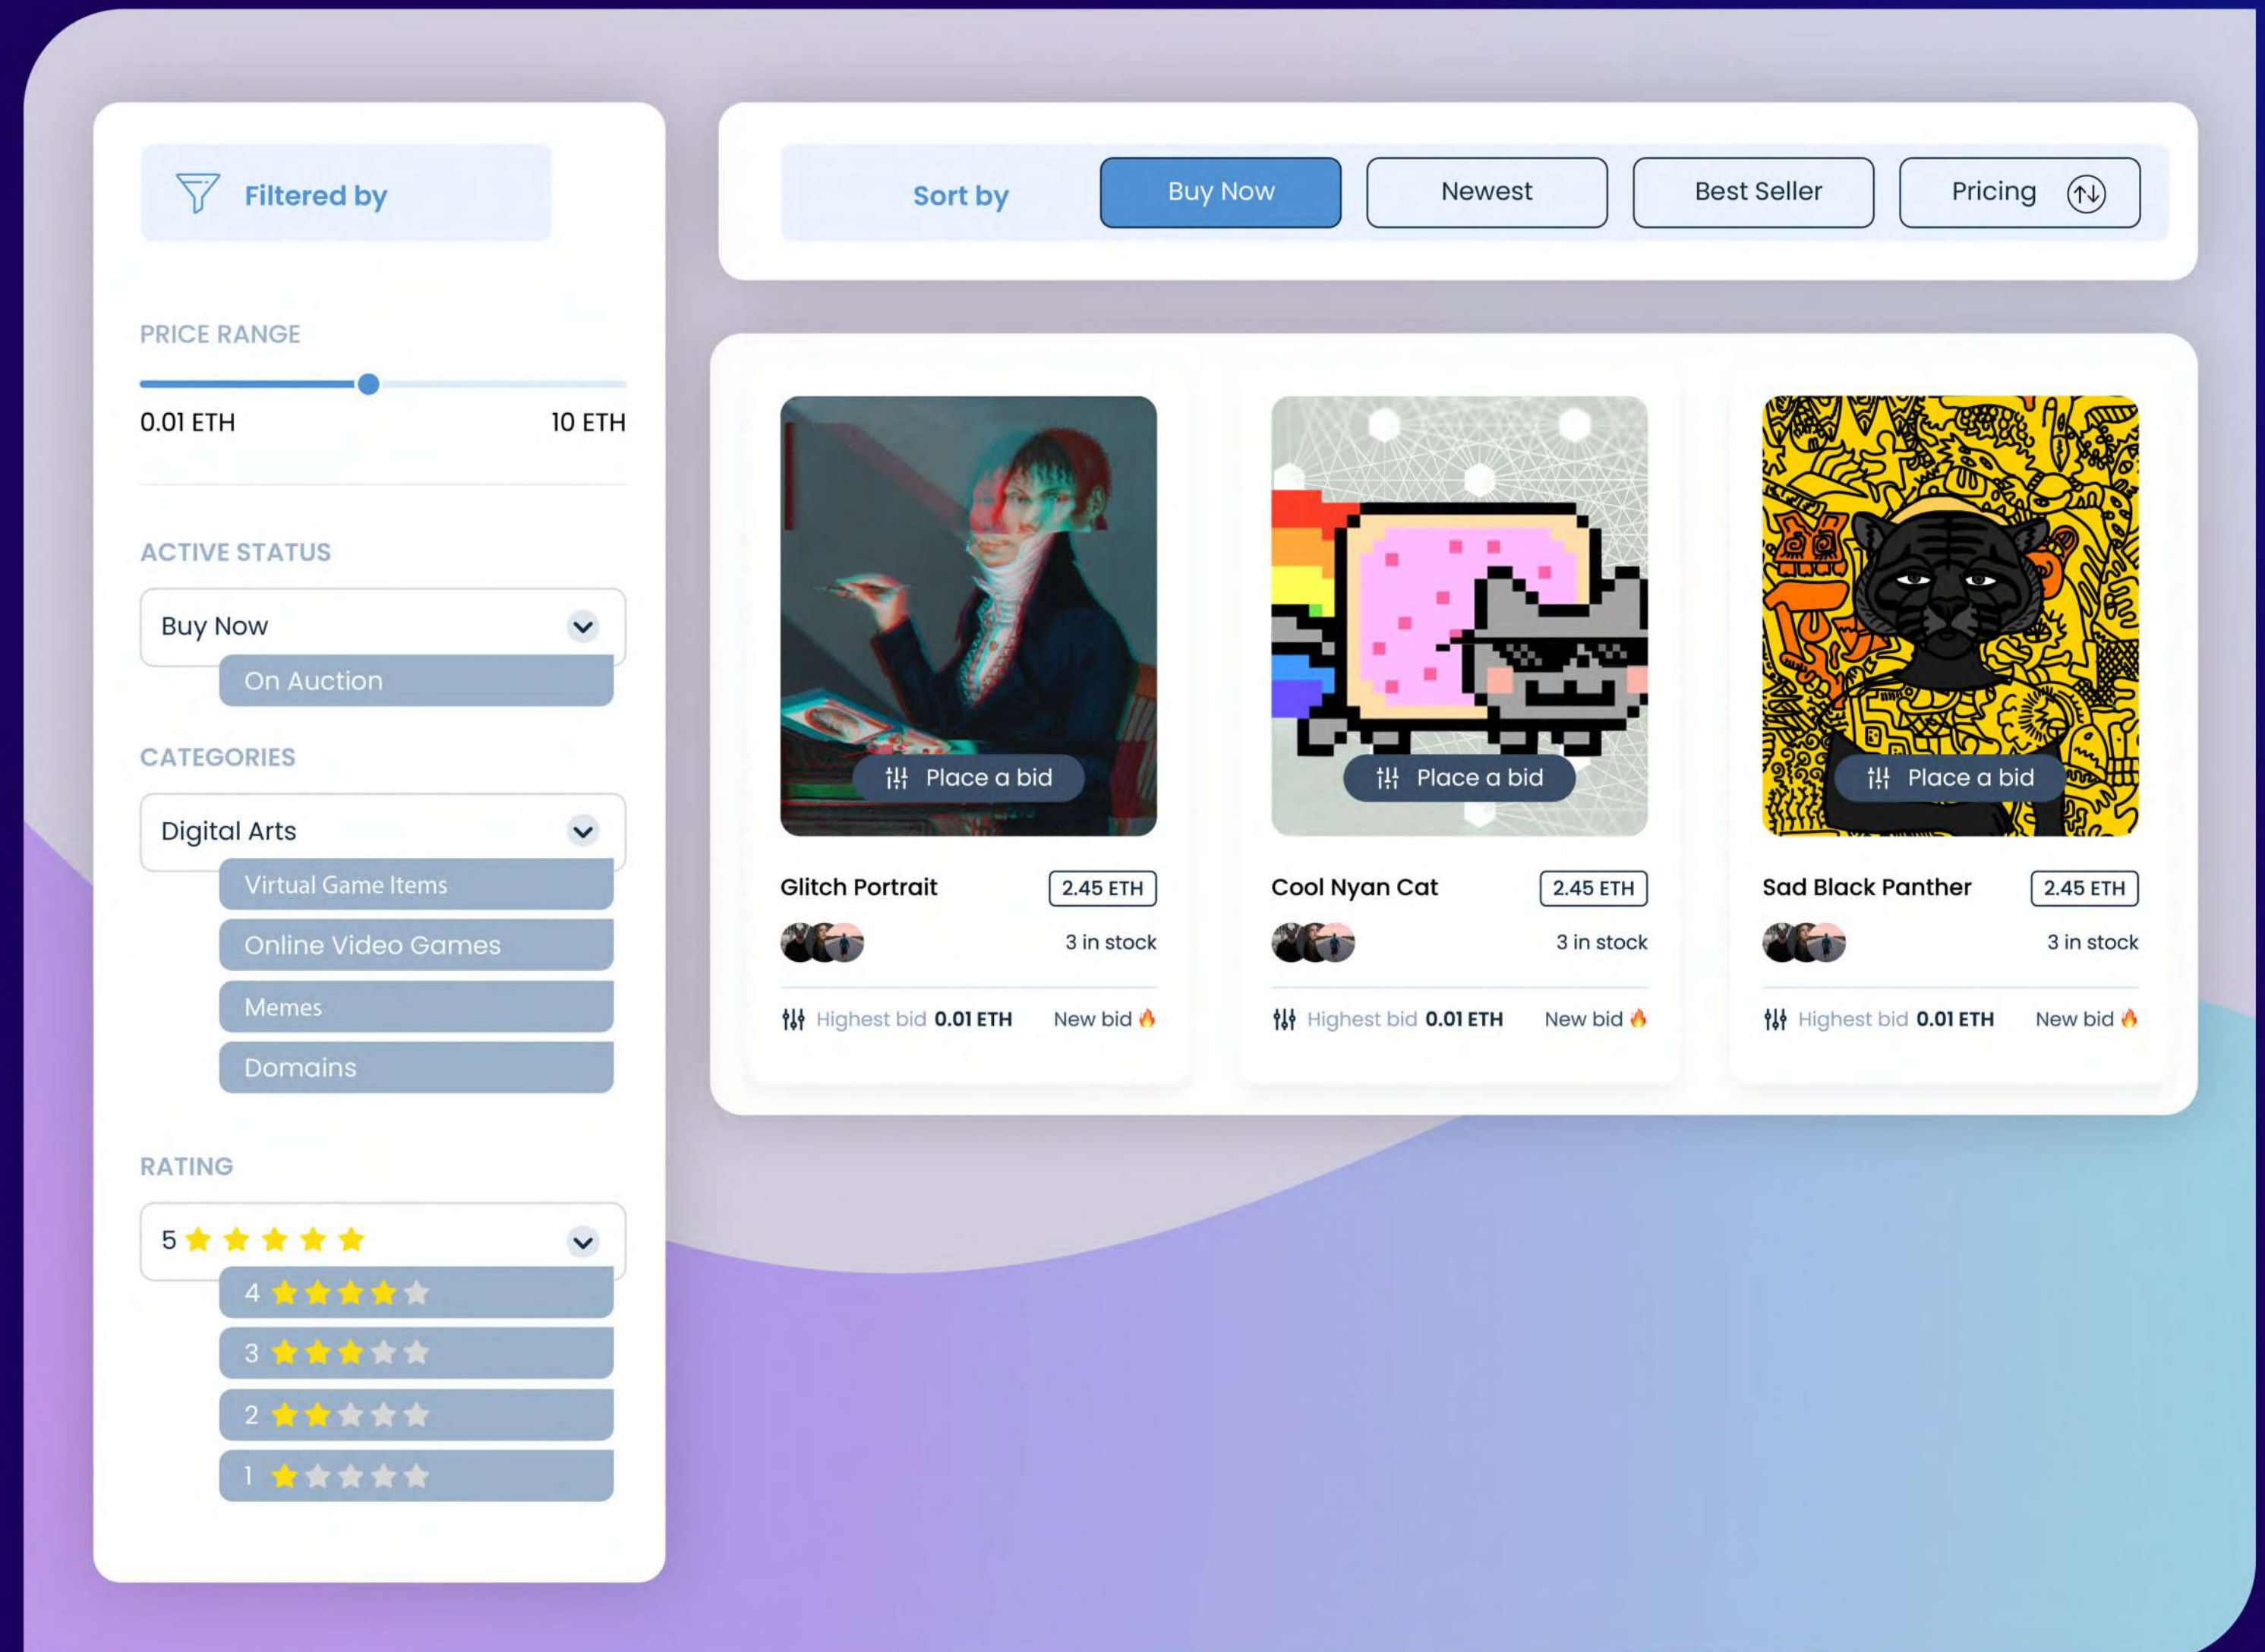 Filtered by
PRICE RANGE
0.01 ETH
10 ETH
ACTIVE STATUS
Buy Now
On Auction
CATEGORIES
Digital Arts
Virtual Game Items
Online Video Games
Memes
Domains
RATING
5
4
3
2
1
Sort by
Buy Now
Newest
Best Seller
Pricing
Place a bid
Glitch Portrait
2.45 ETH
3 in stock
Highest bid 0.01 ETH
New bid 🔥
Place a bid
Cool Nyan Cat
2.45 ETH
3 in stock
Highest bid 0.01 ETH
New bid 🔥
Place a bid
Sad Black Panther
2.45 ETH
3 in stock
Highest bid 0.01 ETH
New bid 🔥